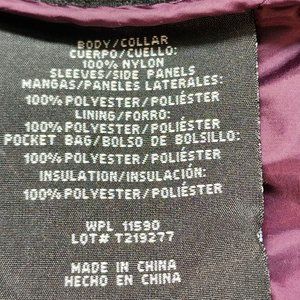 BODY/COLLAR
CUERPO/CUELLO:
100% NYLON
SLEEVES/SIDE PANELS
MANGAS/PANELES LATERALES:
100% POLYESTER/POLIÉSTER
LINING/FORRO:
100% POLYESTER/POLIÉSTER
POCKET BAG/BOLSO DE BOLSILLO:
100% POLYESTER/POLIÉSTER
INSULATION/INSULACIÓN:
100% POLYESTER/POLIÉSTER
WPL 11590
LOT# T219277
MADE IN CHINA
HECHO EN CHINA